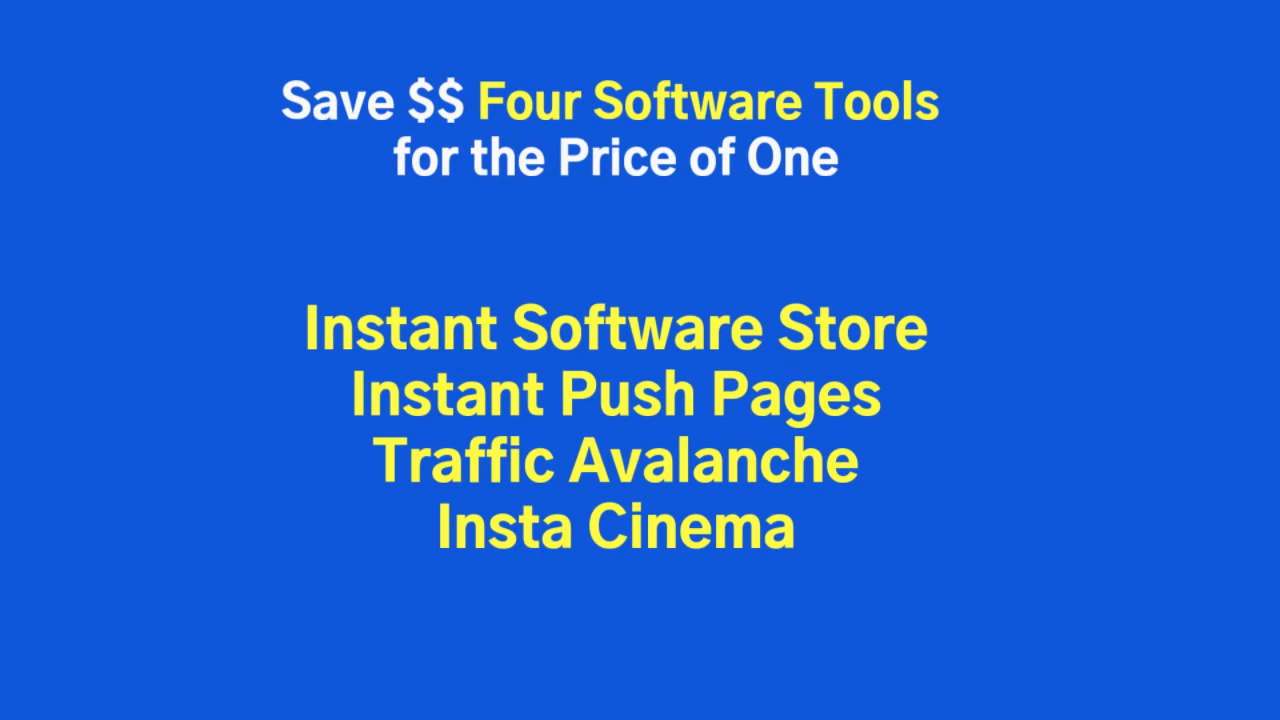 Save $$ Four Software Tools
for the Price of One
Instant Software Store
Instant Push Pages
Traffic Avalanche
Insta Cinema